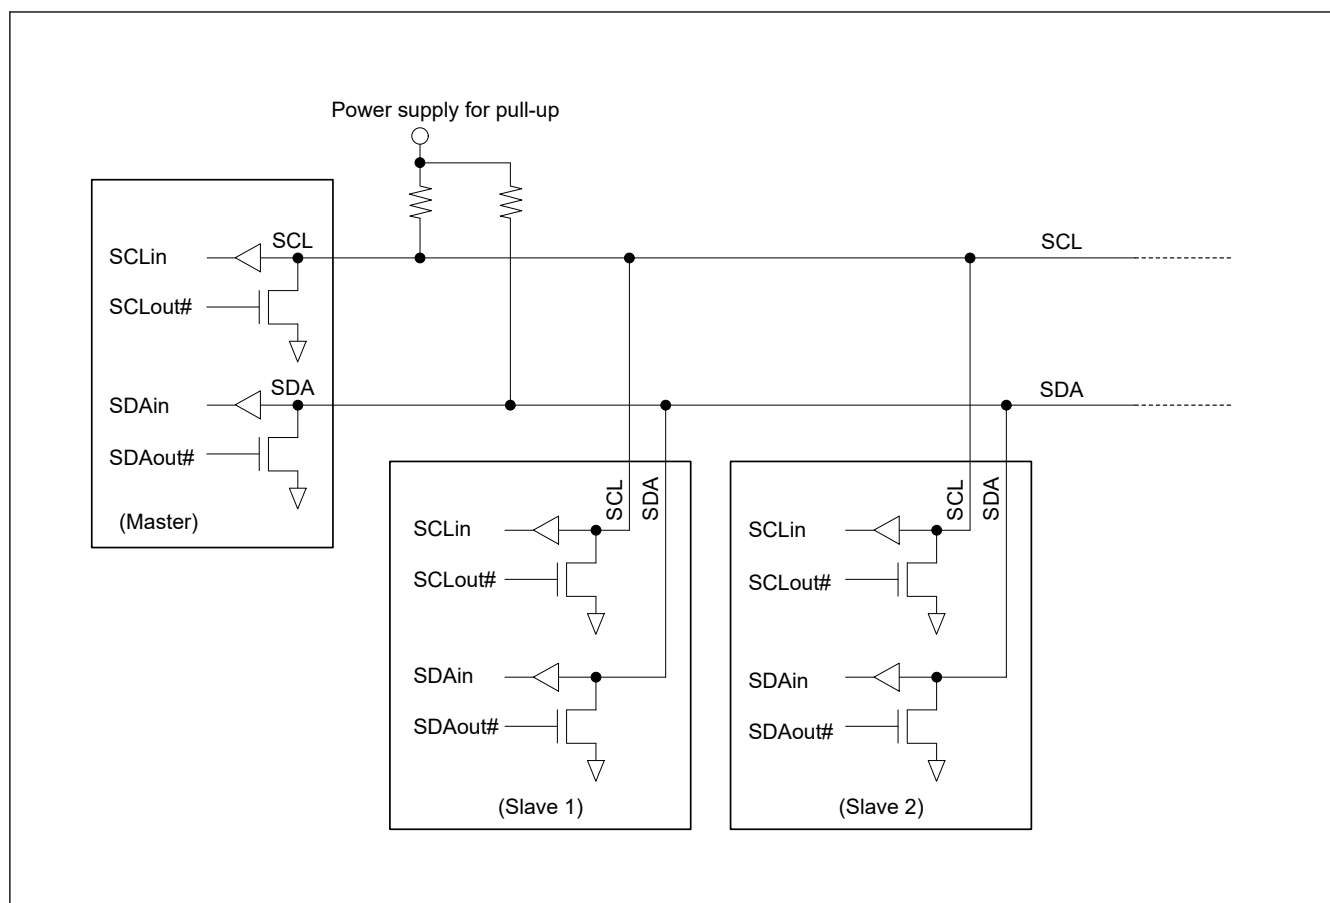 Power supply for pull-up
SCL
SCL
SCLin
SCLout#
SDA
SDA
SDAin
SDAout#
(Master)
SCL
SDA
SCLin
SCLout#
SDAin
SDAout#
(Slave 1)
SCL
SDA
SCLin
SCLout#
SDAin
SDAout#
(Slave 2)